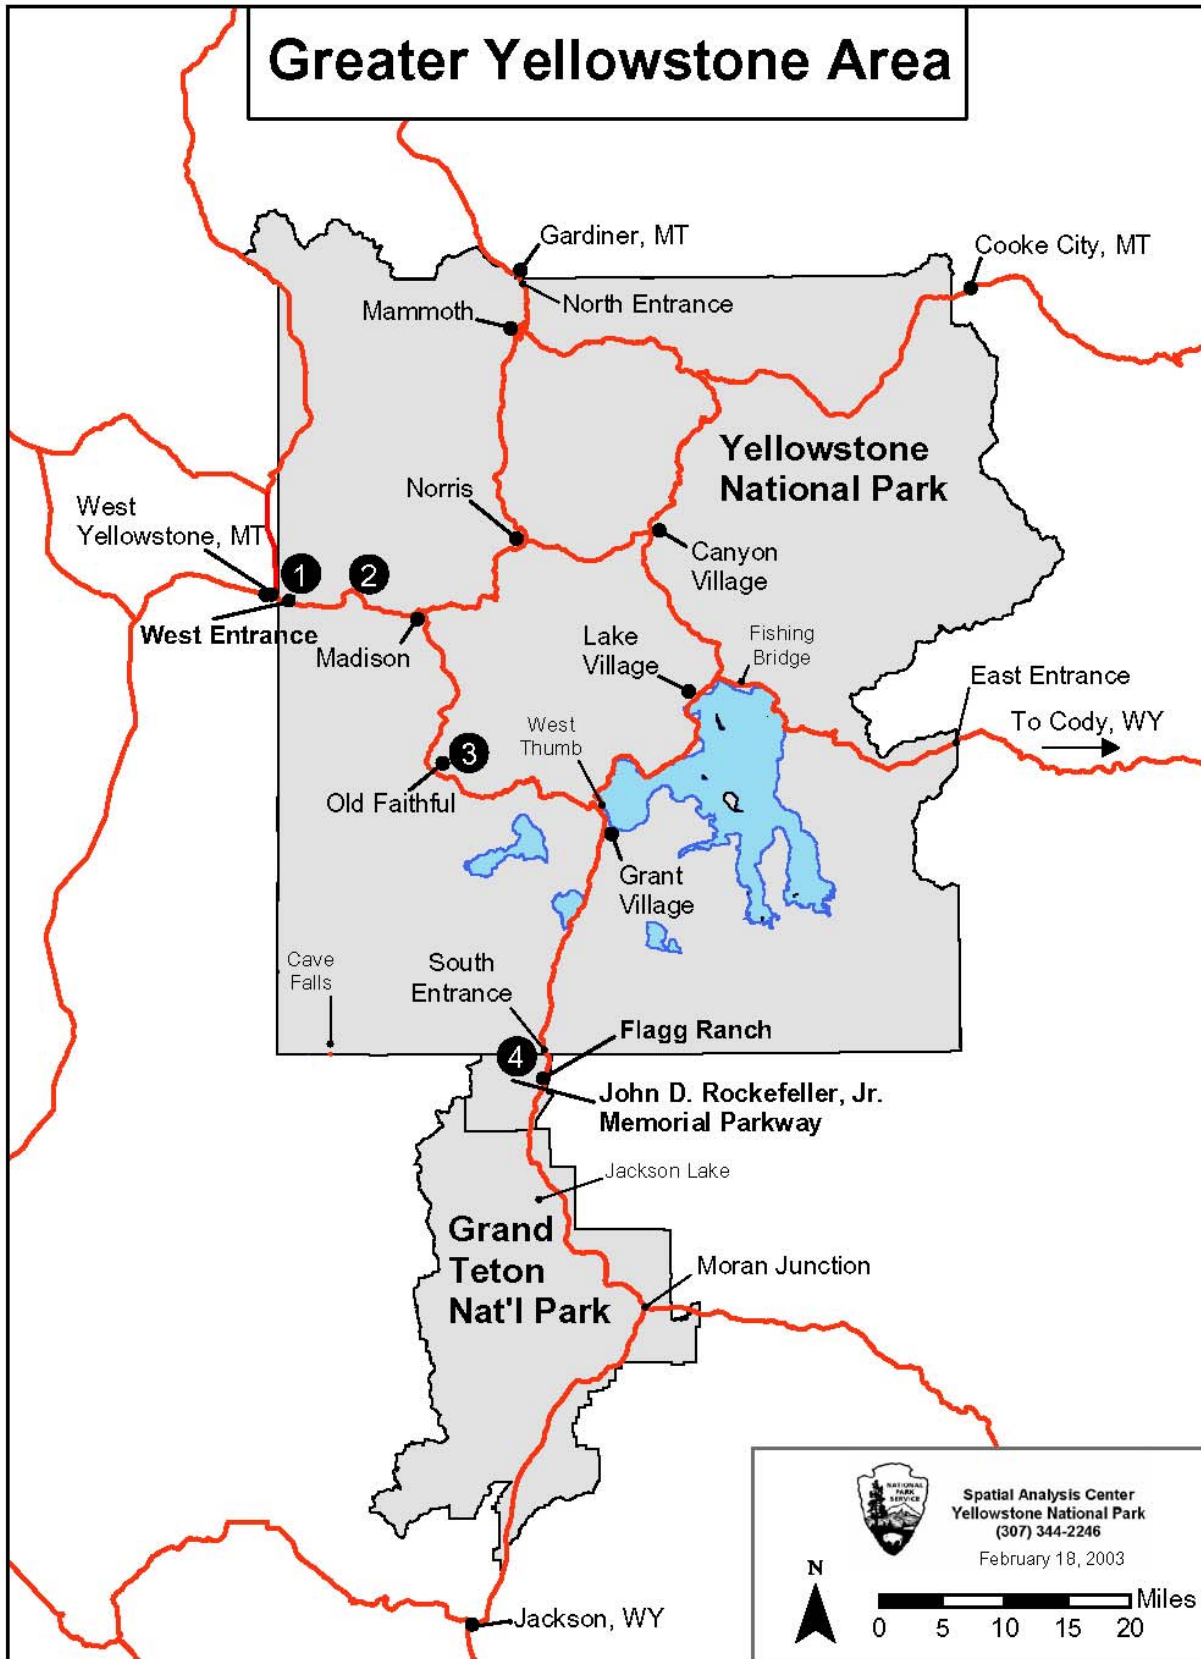 Greater Yellowstone Area
Gardiner, MT
Cooke City, MT
North Entrance
Mammoth
Yellowstone
National Park
Norris
West
Yellowstone, MT
Canyon
Village
1
2
West Entrance
Madison
Lake
Village
Fishing
Bridge
East Entrance
To Cody, WY
West
Thumb
3
Old Faithful
Grant
Village
Cave
Falls
South
Entrance
Flagg Ranch
4
John D. Rockefeller, Jr.
Memorial Parkway
Jackson Lake
Grand
Teton
Nat'l Park
Moran Junction
NATIONAL
PARK
SERVICE
Spatial Analysis Center
Yellowstone National Park
(307) 344-2246
February 18, 2003
N
Miles
0 5 10 15 20
Jackson, WY